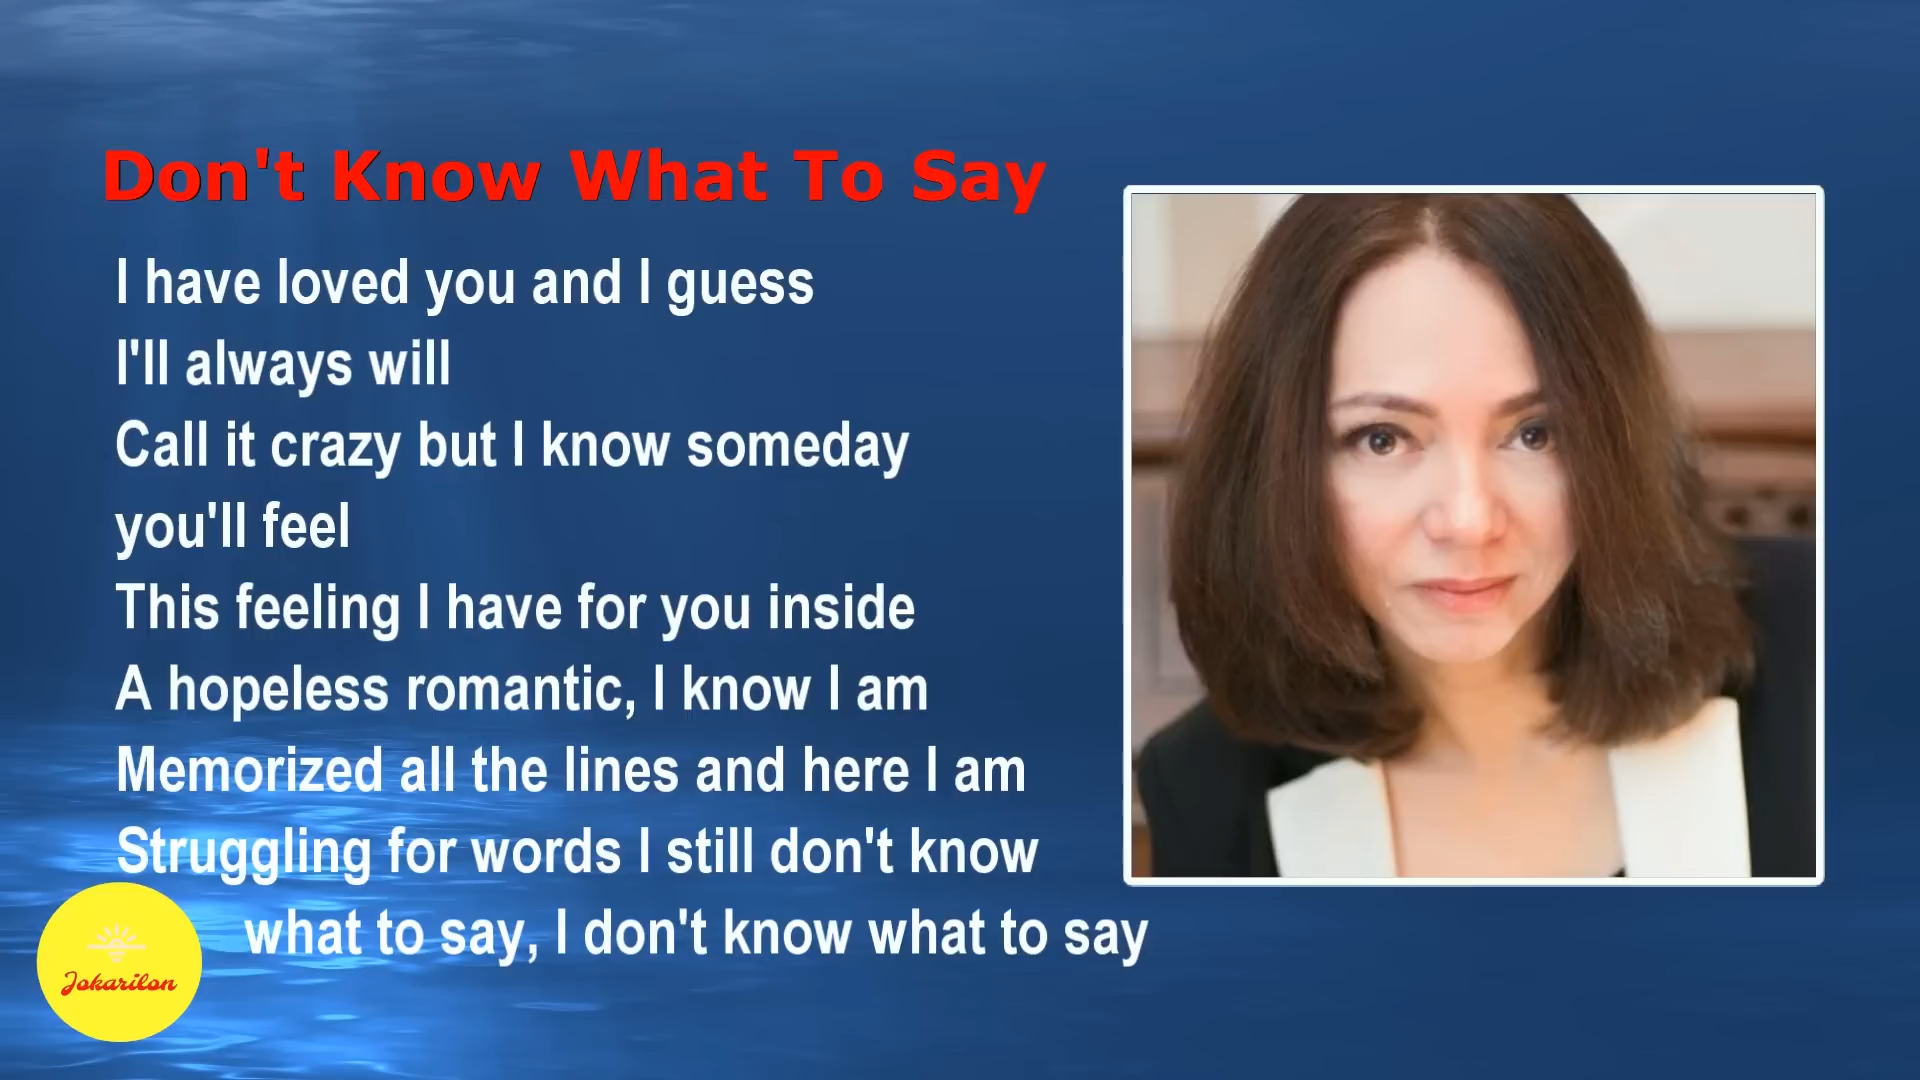 Don't Know What To Say
I have loved you and I guess
I'll always will
Call it crazy but I know someday
you'll feel
This feeling I have for you inside
A hopeless romantic, I know I am
Memorized all the lines and here I am
Struggling for words I still don't know
what to say, I don't know what to say
Jokarilon